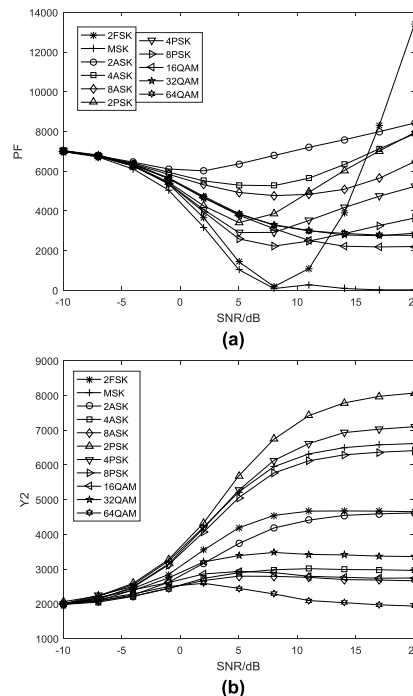 14000
12000
10000
8000
6000
4000
2000
0
PF
2FSK
MSK
2ASK
4ASK
8ASK
2PSK
4PSK
8PSK
16QAM
32QAM
64QAM
-10 -5 0 5 10 15 20
SNR/dB
(a)
9000
8000
7000
6000
5000
4000
3000
2000
1000
Y2
2FSK
MSK
2ASK
4ASK
8ASK
2PSK
4PSK
8PSK
16QAM
32QAM
64QAM
-10 -5 0 5 10 15 20
SNR/dB
(b)